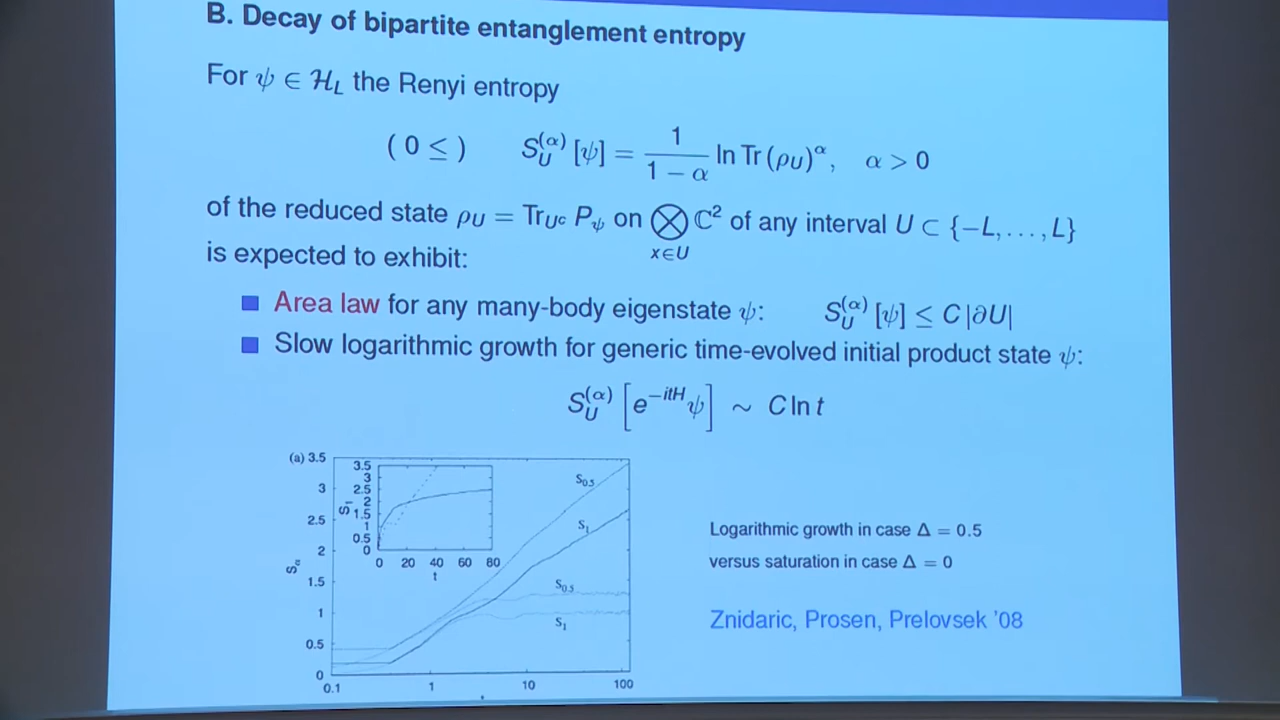 B. Decay of bipartite entanglement entropy
For ψ ∈ ℋ_L the Renyi entropy
( 0 ≤ ) S_U^(α) [ψ] = 1/(1 − α) ln Tr (ρ_U)^α , α > 0
of the reduced state ρ_U = Tr_{U^c} P_ψ on ⨂_{x∈U} ℂ² of any interval U ⊂ {−L, …, L}
is expected to exhibit:
Area law for any many-body eigenstate ψ: S_U^(α) [ψ] ≤ C |∂U|
Slow logarithmic growth for generic time-evolved initial product state ψ:
S_U^(α) [e^{−itH} ψ] ∼ C ln t
(a) 3.5
3
2.5
2
1.5
1
0.5
0
S_α
0.1 1 10 100
3.5
3
2.5
2
1.5
1
0.5
0
S_1
0 20 40 60 80
t
S_0.5
S_1
S_0.5
S_1
Logarithmic growth in case Δ = 0.5
versus saturation in case Δ = 0
Znidaric, Prosen, Prelovsek '08